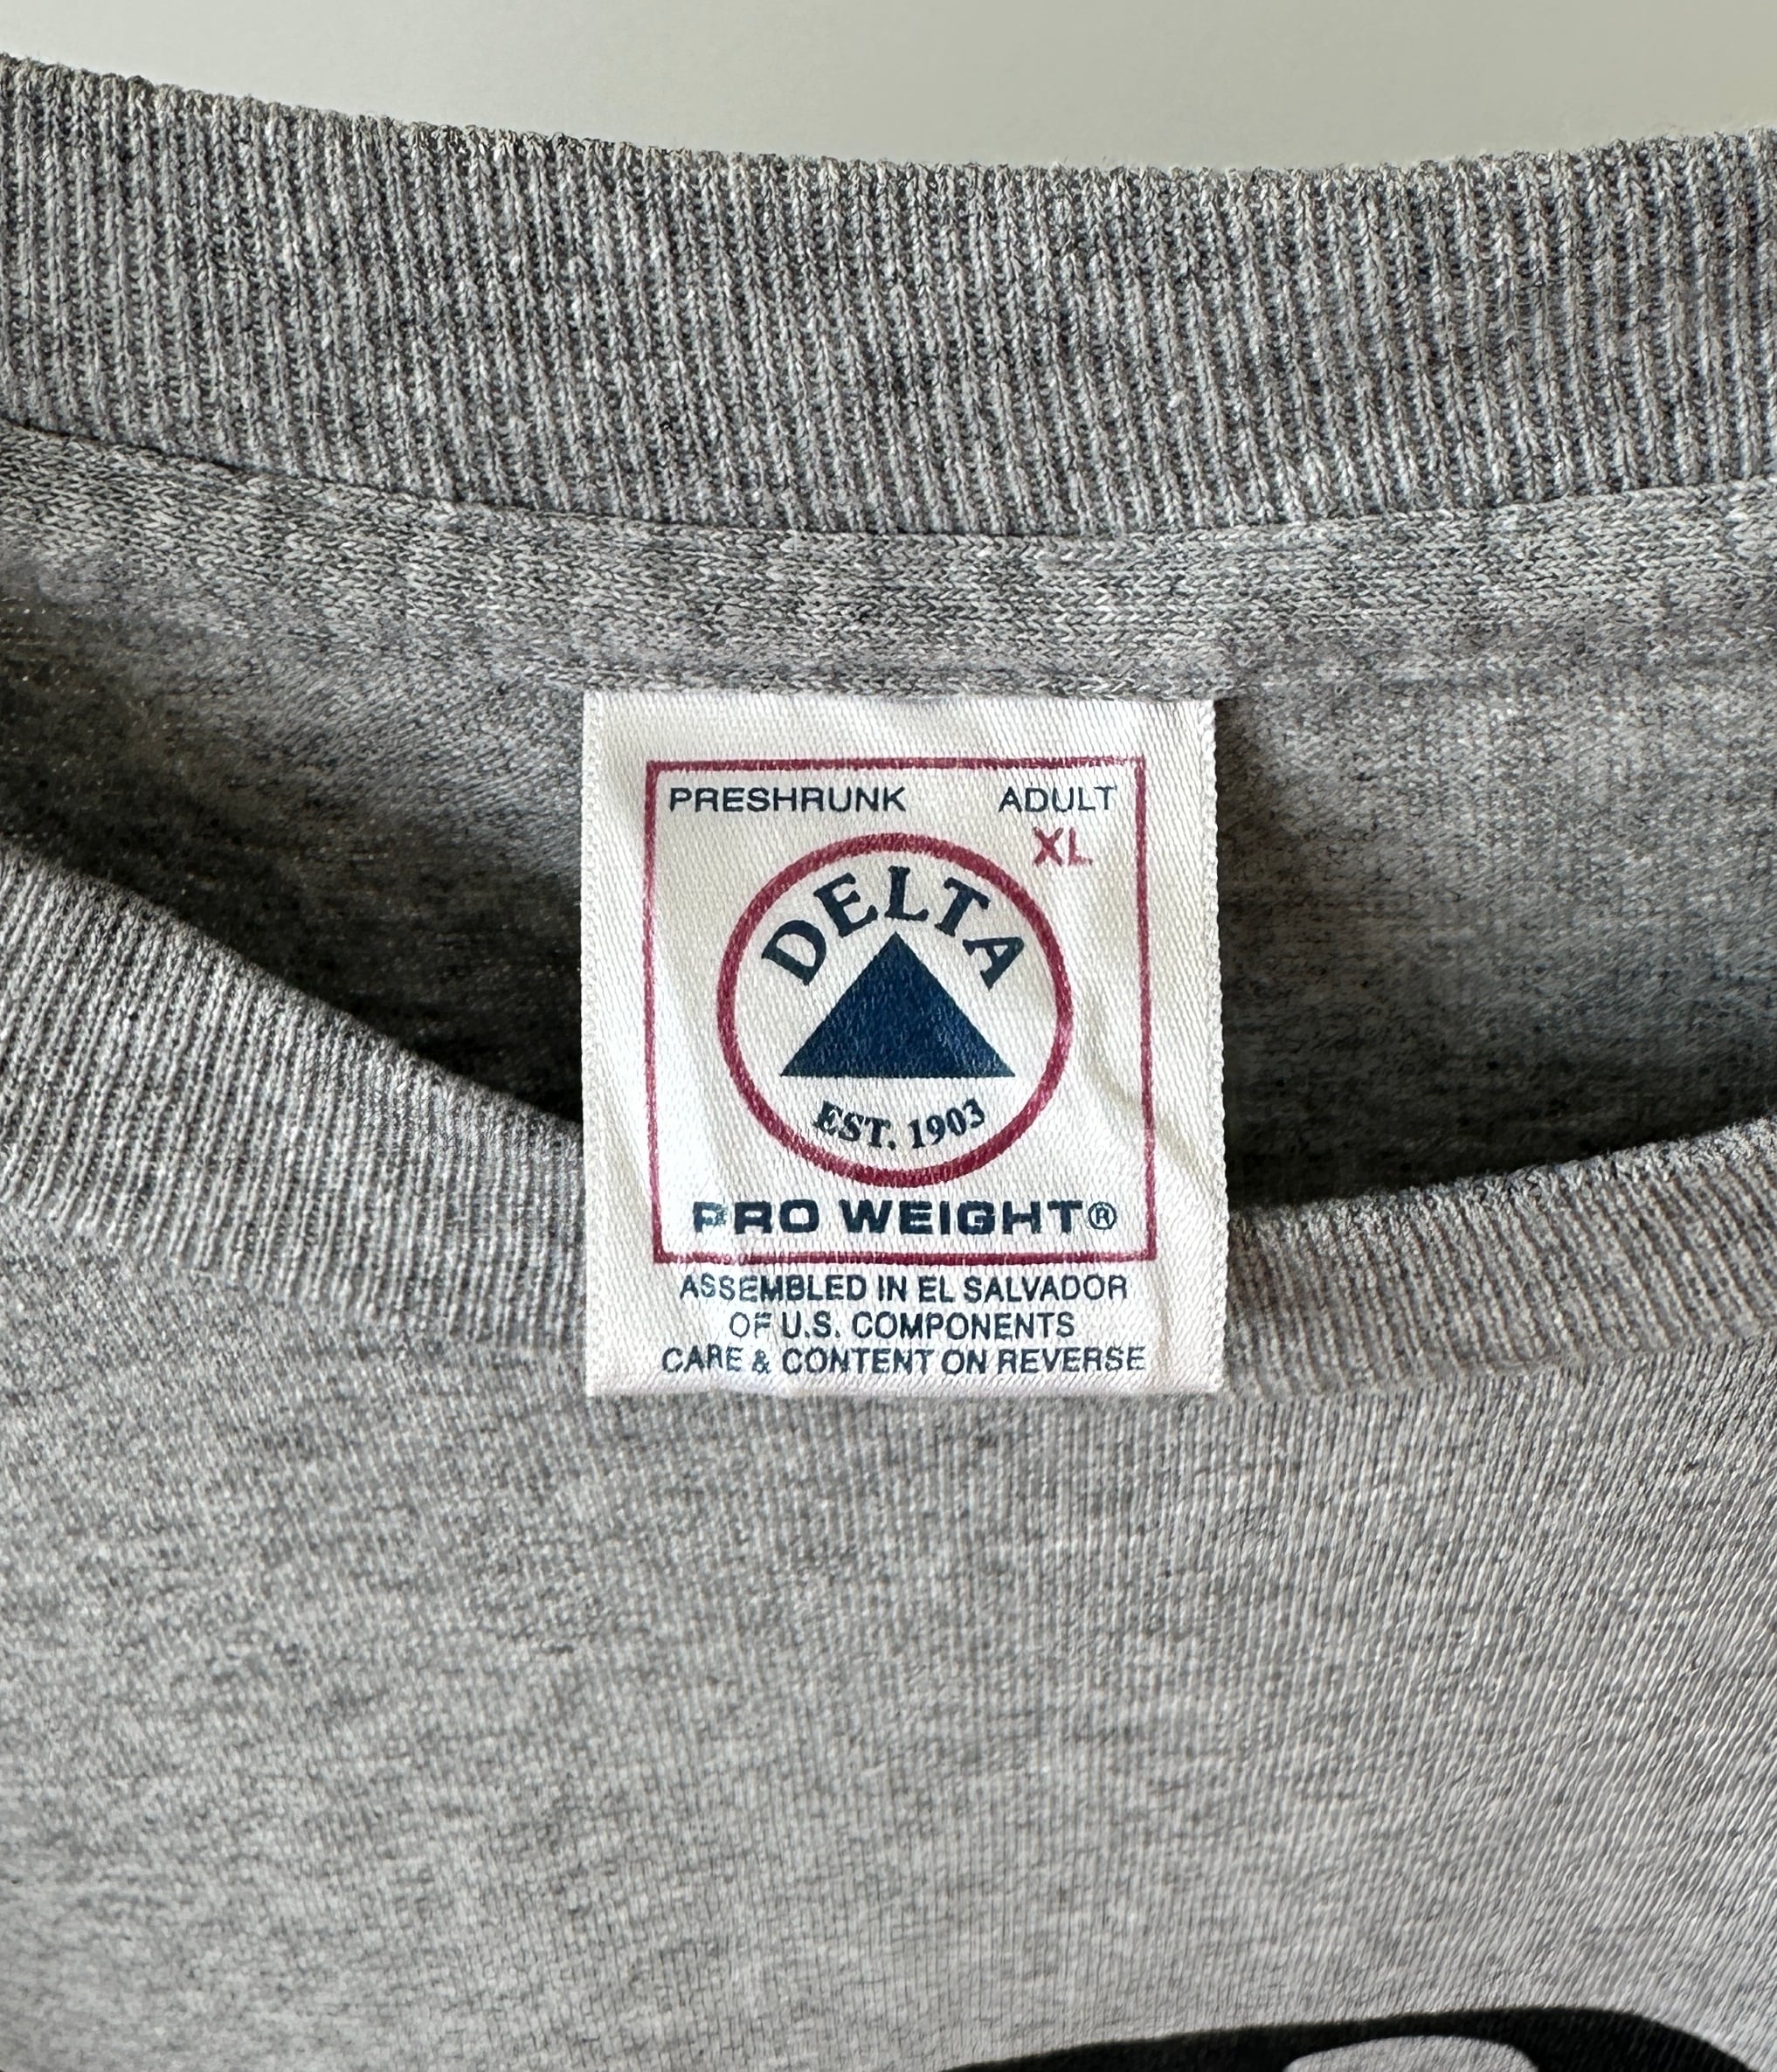 PRESHRUNK ADULT
XL
DELTA
EST. 1903
PRO WEIGHT®
ASSEMBLED IN EL SALVADOR
OF U.S. COMPONENTS
CARE & CONTENT ON REVERSE